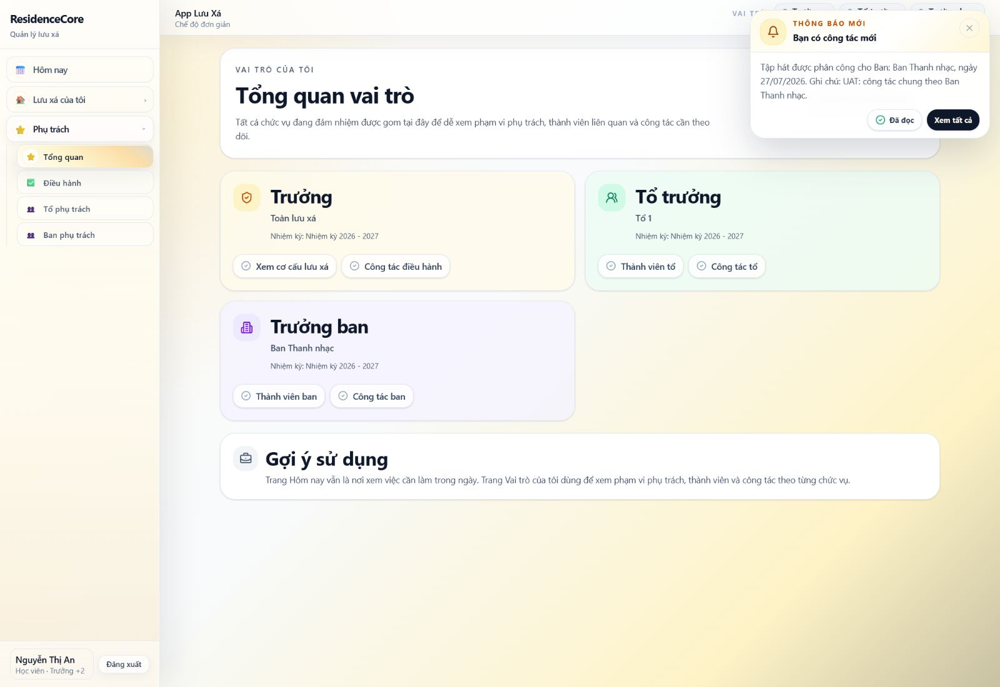 ResidenceCore
Quản lý lưu xá
Hôm nay
Lưu xá của tôi
Phụ trách
Tổng quan
Điều hành
Tổ phụ trách
Ban phụ trách
Nguyễn Thị An
Học viên · Trưởng +2
Đăng xuất
App Lưu Xá
Chế độ đơn giản
VAI
THÔNG BÁO MỚI
Bạn có công tác mới
Tập hát được phân công cho Ban: Ban Thanh nhạc, ngày
27/07/2026. Ghi chú: UAT: công tác chung theo Ban
Thanh nhạc.
Đã đọc
Xem tất cả
VAI TRÒ CỦA TÔI
Tổng quan vai trò
Tất cả chức vụ đang đảm nhiệm được gom tại đây để dễ xem phạm vi phụ trách, thành viên liên quan và công tác cần theo
dõi.
Trưởng
Toàn lưu xá
Nhiệm kỳ: Nhiệm kỳ 2026 - 2027
Xem cơ cấu lưu xá
Công tác điều hành
Tổ trưởng
Tổ 1
Nhiệm kỳ: Nhiệm kỳ 2026 - 2027
Thành viên tổ
Công tác tổ
Trưởng ban
Ban Thanh nhạc
Nhiệm kỳ: Nhiệm kỳ 2026 - 2027
Thành viên ban
Công tác ban
Gợi ý sử dụng
Trang Hôm nay vẫn là nơi xem việc cần làm trong ngày. Trang Vai trò của tôi dùng để xem phạm vi phụ trách, thành viên và công tác theo từng chức vụ.